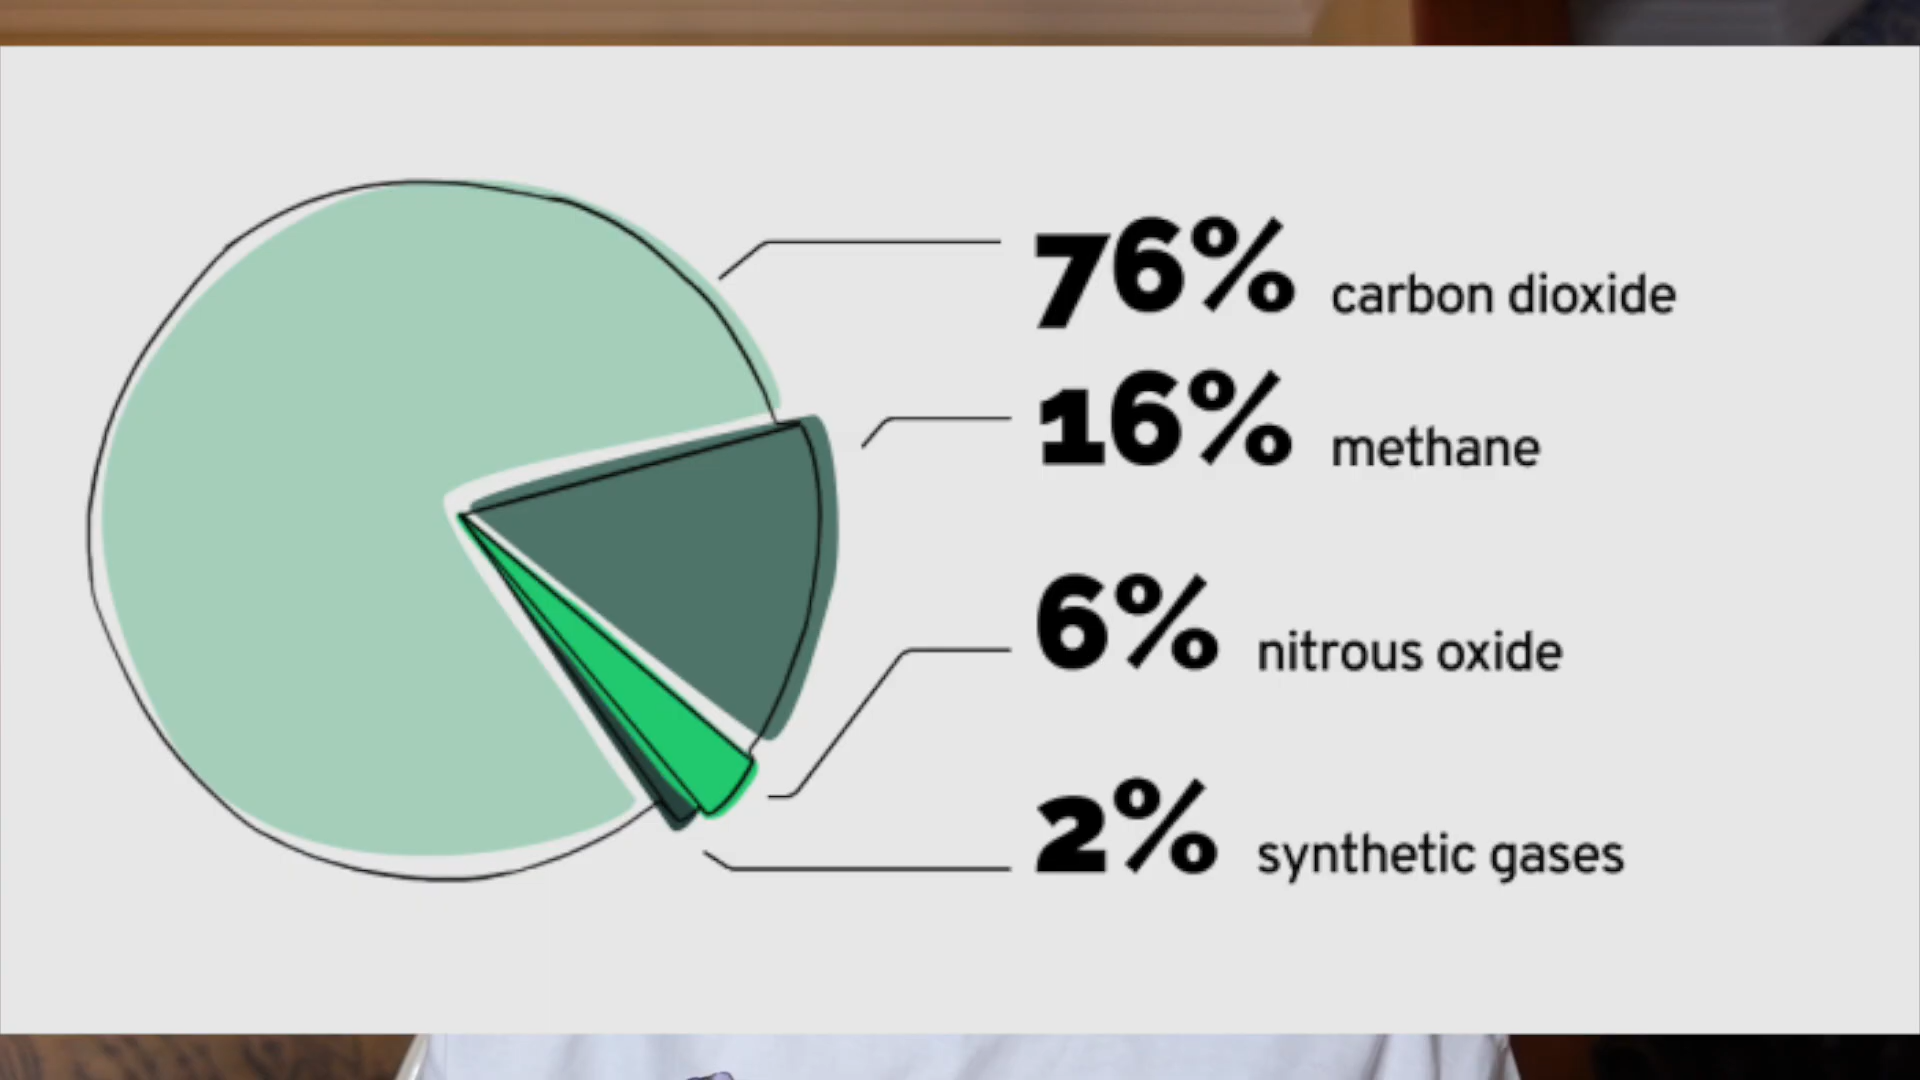 76% carbon dioxide
16% methane
6% nitrous oxide
2% synthetic gases